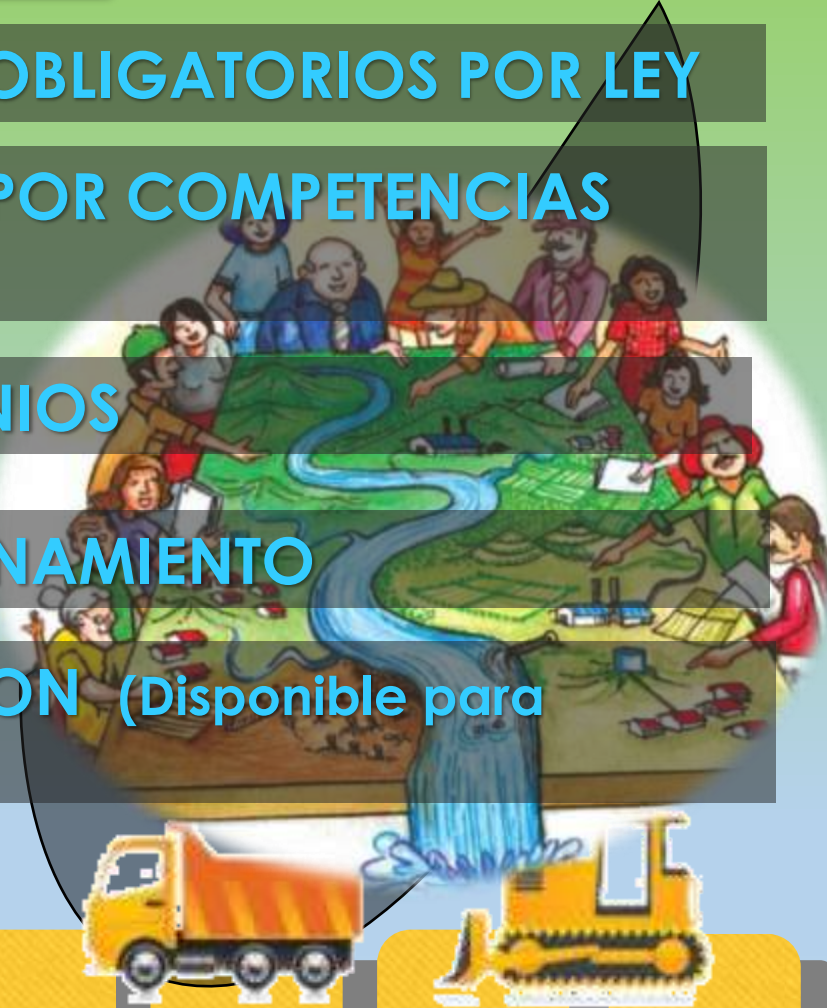 OBLIGATORIOS POR LEY
POR COMPETENCIAS
NIOS
NAMIENTO
ON (Disponible para